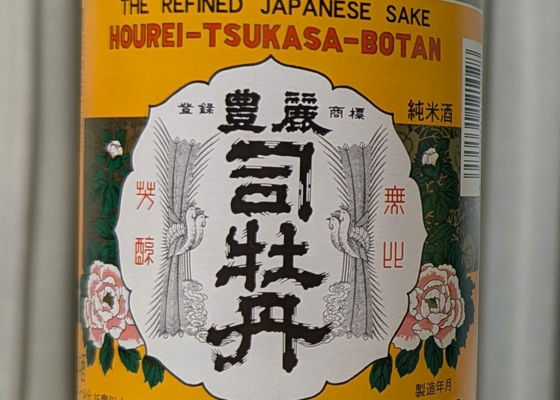 THE REFINED JAPANESE SAKE
HOUREI-TSUKASA-BOTAN
登録 豊麗 商標
純米酒
司牡丹
芳醇
無比
製造年月